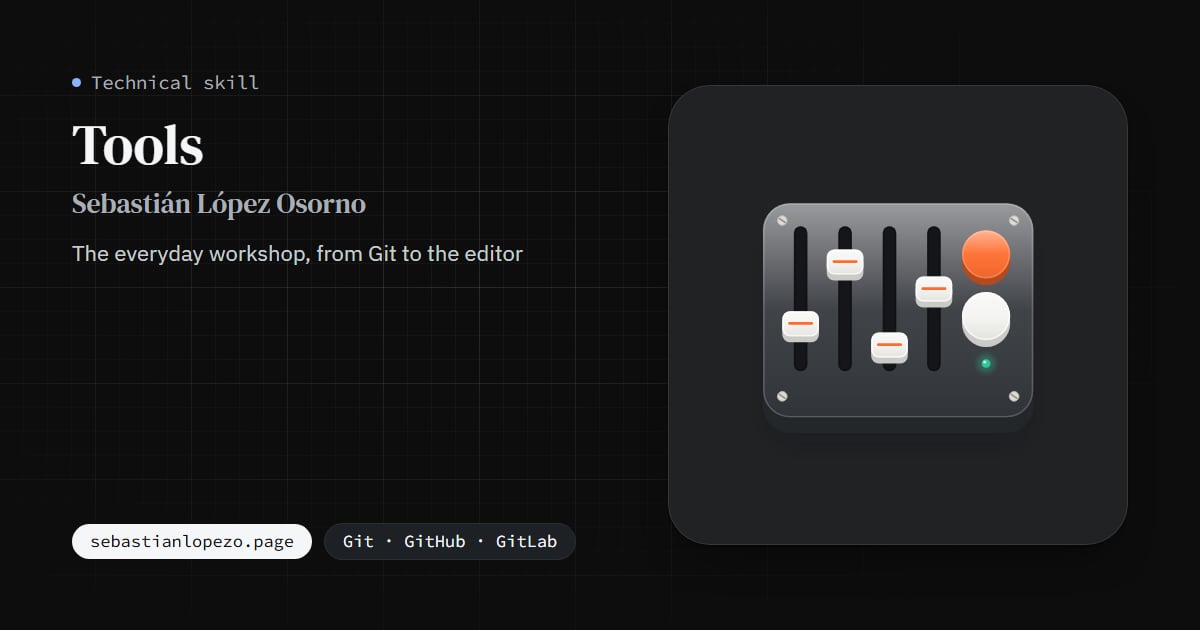 Technical skill
Tools
Sebastián López Osorno
The everyday workshop, from Git to the editor
sebastianlopezo.page
Git · GitHub · GitLab